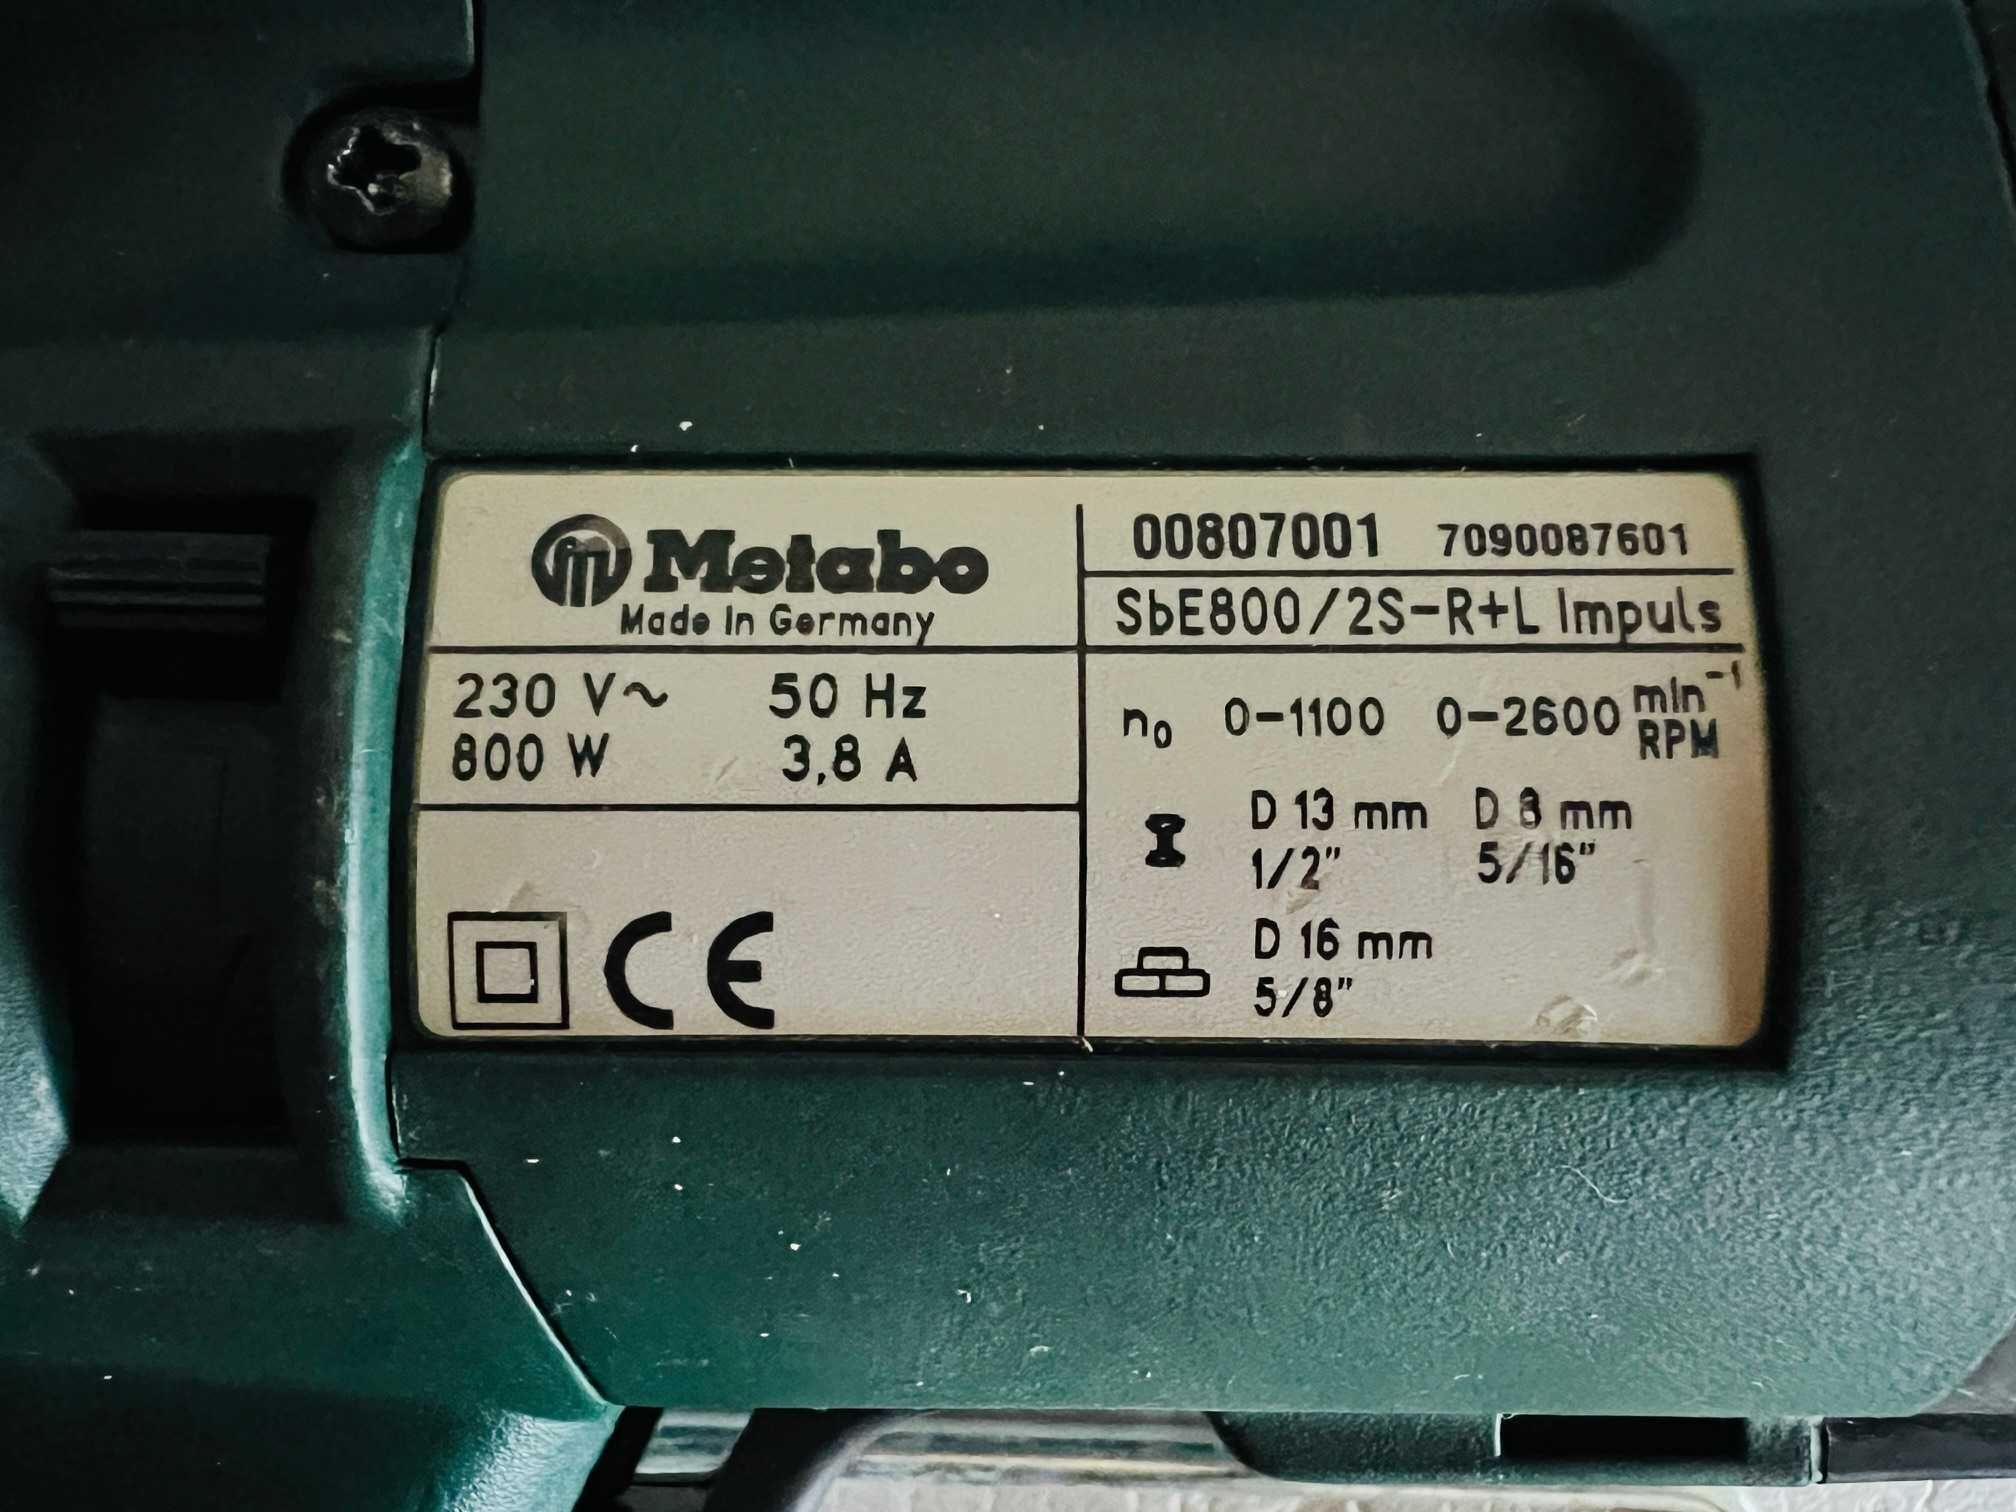 Metabo
Made In Germany
230 V~ 50 Hz
800 W 3,8 A
CE
00807001 7090087601
SbE800/2S-R+L Impuls
n₀ 0-1100 0-2600 min⁻¹
RPM
D 13 mm D 8 mm
1/2" 5/16"
D 16 mm
5/8"